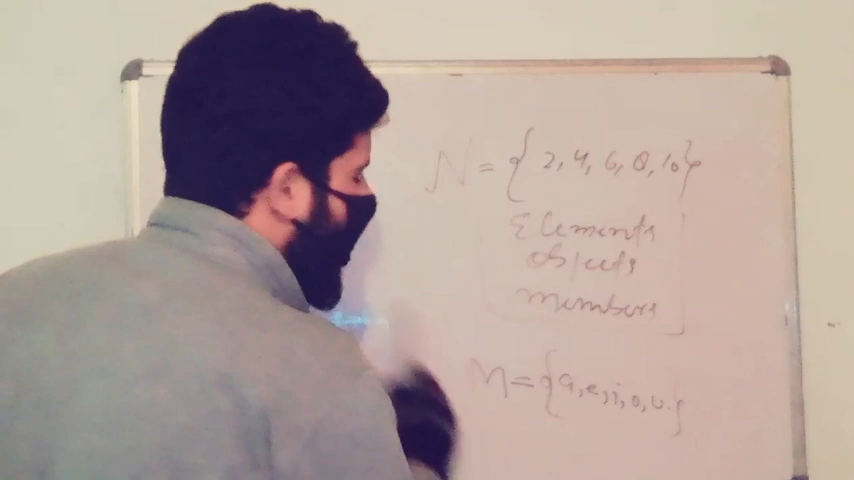 N = { 2, 4, 6, 8, 10}
Elements
objects
members
M = {a, e, i, o, u.}